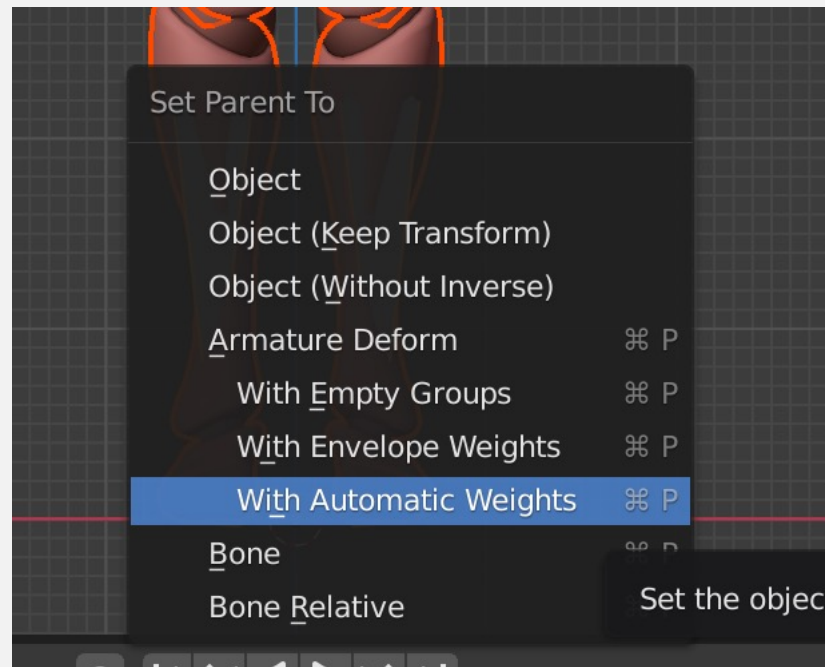 Set Parent To
Object
Object (Keep Transform)
Object (Without Inverse)
Armature Deform ⌘ P
With Empty Groups ⌘ P
With Envelope Weights ⌘ P
With Automatic Weights ⌘ P
Bone ⌘ P
Bone Relative
Set the objec